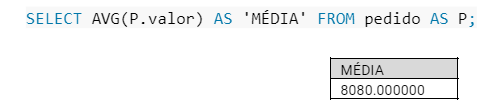 SELECT AVG(P.valor) AS 'MÉDIA' FROM pedido AS P;
MÉDIA
8080.000000